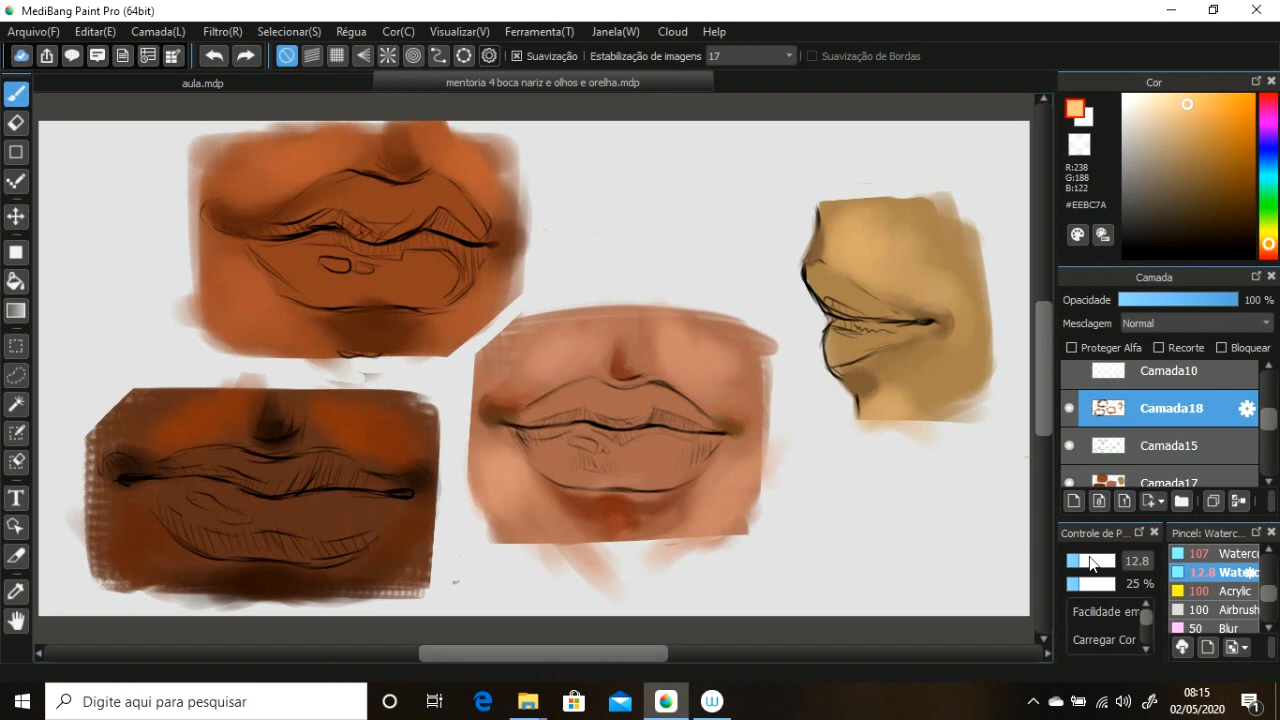 MediBang Paint Pro (64bit)
Arquivo(F) Editar(E) Camada(L) Filtro(R) Selecionar(S) Régua Cor(C) Visualizar(V) Ferramenta(T) Janela(W) Cloud Help
Suavização Estabilização de imagens 17 Suavização de Bordas
aula.mdp mentoria 4 boca nariz e olhos e orelha.mdp
Cor
R:238
G:188
B:122
#EEBC7A
Camada
Opacidade 100 %
Mesclagem Normal
Proteger Alfa Recorte Bloquear
Camada10
Camada18
Camada15
Camada17
8 1
Controle de P... Pincel: Waterc...
12.8
25 %
Facilidade em
Carregar Cor
107 Waterco
12.8 Waterc
100 Acrylic
100 Airbrush
50 Blur
T
Digite aqui para pesquisar
W
08:15
02/05/2020
1